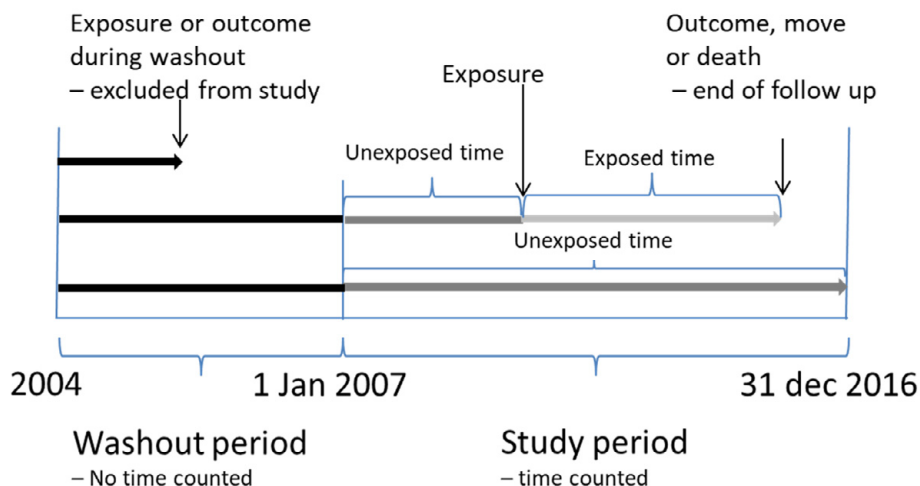 Exposure or outcome
during washout
– excluded from study
Exposure
Outcome, move
or death
– end of follow up
Unexposed time
Exposed time
Unexposed time
2004
1 Jan 2007
31 dec 2016
Washout period
– No time counted
Study period
– time counted